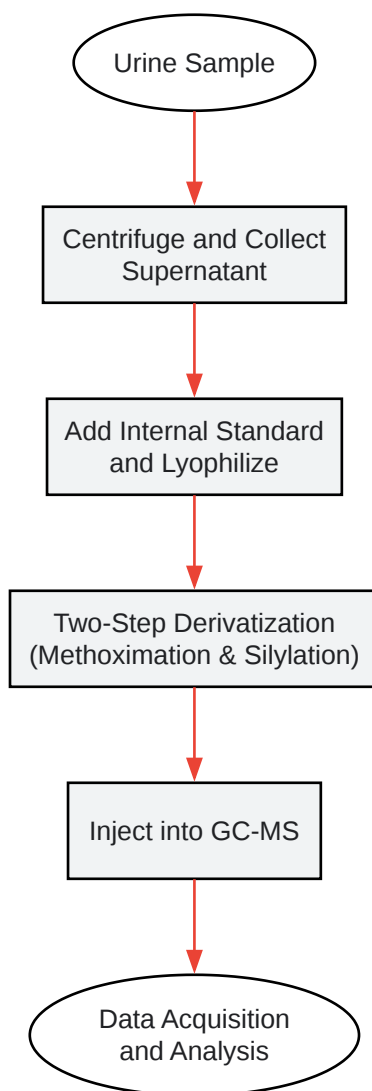 Urine Sample
Centrifuge and Collect
Supernatant
Add Internal Standard
and Lyophilize
Two-Step Derivatization
(Methoximation & Silylation)
Inject into GC-MS
Data Acquisition
and Analysis